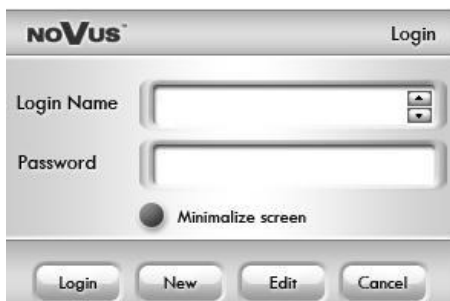 NOVUS
Login
Login Name
Password
Minimalize screen
Login New Edit Cancel